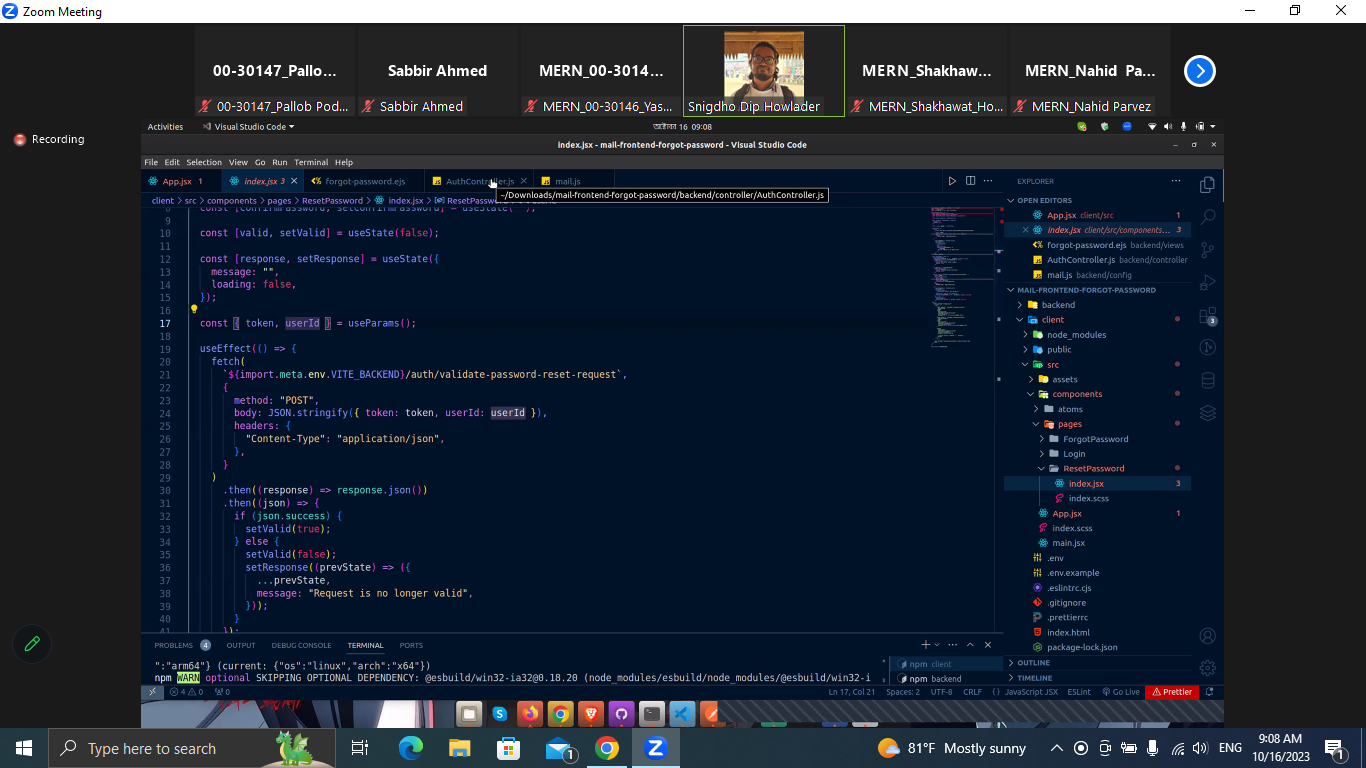 Zoom Meeting
00-30147_Pallo...
Sabbir Ahmed
MERN_00-3014...
MERN_Shakhaw...
MERN_Nahid Pa...
00-30147_Pallob Pod...
Sabbir Ahmed
MERN_00-30146_Yas...
Snigdho Dip Howlader
MERN_Shakhawat_Ho...
MERN_Nahid Parvez
Recording
Activities
Visual Studio Code
অক্টোবর 16 09:08
index.jsx - mail-frontend-forgot-password - Visual Studio Code
File Edit Selection View Go Run Terminal Help
App.jsx 1
index.jsx 3
forgot-password.ejs
AuthController.js
mail.js
~/Downloads/mail-frontend-forgot-password/backend/controller/AuthController.js
client > src > components > pages > ResetPassword > index.jsx > ResetPassw
9
10 const [valid, setValid] = useState(false);
11
12 const [response, setResponse] = useState({
13 message: "",
14 loading: false,
15 });
16
17 const { token, userId } = useParams();
18
19 useEffect(() => {
20 fetch(
21 `${import.meta.env.VITE_BACKEND}/auth/validate-password-reset-request`,
22 {
23 method: "POST",
24 body: JSON.stringify({ token: token, userId: userId }),
25 headers: {
26 "Content-Type": "application/json",
27 },
28 }
29 )
30 .then((response) => response.json())
31 .then((json) => {
32 if (json.success) {
33 setValid(true);
34 } else {
35 setValid(false);
36 setResponse((prevState) => ({
37 ...prevState,
38 message: "Request is no longer valid",
39 }));
40 }
41 });
PROBLEMS 4 OUTPUT DEBUG CONSOLE TERMINAL PORTS
":"arm64"} (current: {"os":"linux","arch":"x64"})
npm WARN optional SKIPPING OPTIONAL DEPENDENCY: @esbuild/win32-ia32@0.18.20 (node_modules/esbuild/node_modules/@esbuild/win32-i
npm client
npm backend
EXPLORER
OPEN EDITORS
App.jsx client/src 1
index.jsx client/src/components... 3
forgot-password.ejs backend/views
AuthController.js backend/controller
mail.js backend/config
MAIL-FRONTEND-FORGOT-PASSWORD
backend
client
node_modules
public
src
assets
components
atoms
pages
ForgotPassword
Login
ResetPassword
index.jsx 3
index.scss
App.jsx 1
index.scss
main.jsx
.env
.env.example
.eslintrc.cjs
.gitignore
.prettierrc
index.html
package-lock.json
OUTLINE
TIMELINE
3
4 0 0 Ln 17, Col 21 Spaces: 2 UTF-8 CRLF {} JavaScript JSX ESLint Go Live Prettier
Type here to search
1
81°F Mostly sunny
ENG
9:08 AM
10/16/2023
1